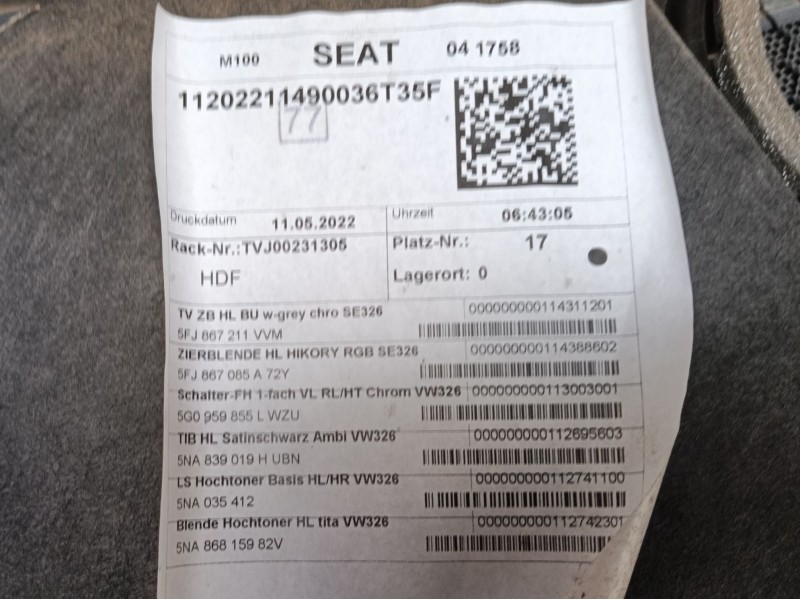 M100 SEAT 04 1758
11202211490036T35F
77
Druckdatum 11.05.2022 Uhrzeit 06:43:05
Rack-Nr.:TVJ00231305 Platz-Nr.: 17
HDF Lagerort: 0
TV ZB HL BU w-grey chro SE326 000000000114311201
5FJ 867 211 VVM
ZIERBLENDE HL HIKORY RGB SE326 000000000114388602
5FJ 867 085 A 72Y
Schalter-FH 1-fach VL RL/HT Chrom VW326 000000000113003001
5G0 959 855 L WZU
TIB HL Satinschwarz Ambi VW326 000000000112695603
5NA 839 019 H UBN
LS Hochtoner Basis HL/HR VW326 000000000112741100
5NA 035 412
Blende Hochtoner HL tita VW326 000000000112742301
5NA 868 159 82V